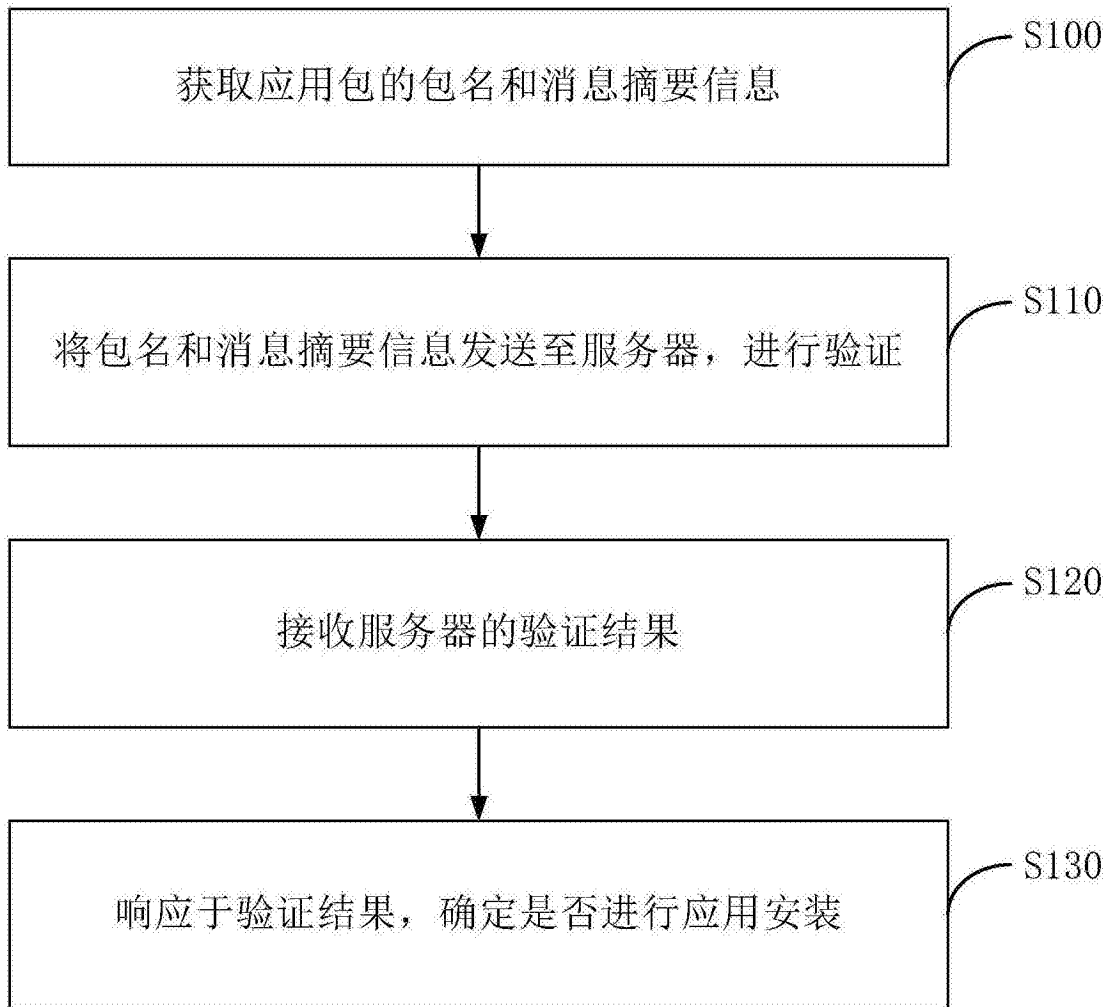 S100
获取应用包的包名和消息摘要信息
S110
将包名和消息摘要信息发送至服务器，进行验证
S120
接收服务器的验证结果
S130
响应于验证结果，确定是否进行应用安装